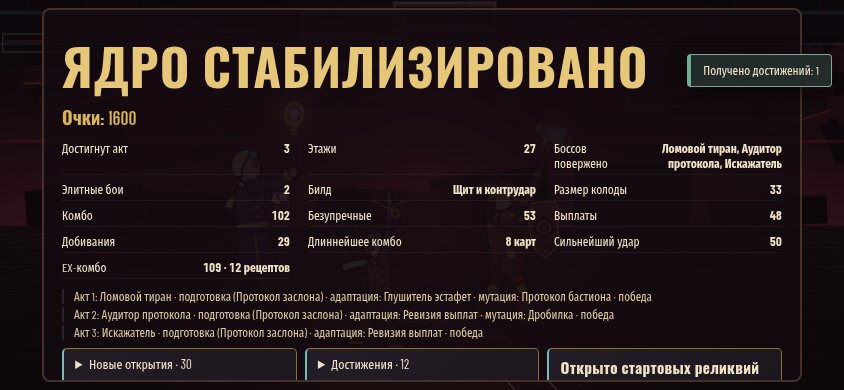 ЯДРО СТАБИЛИЗИРОВАНО
Получено достижений: 1
Очки: 1600
Достигнут акт 3
Этажи 27
Боссов повержено Ломовой тиран, Аудитор протокола, Искажатель
Элитные бои 2
Билд Щит и контрудар
Размер колоды 33
Комбо 102
Безупречные 53
Выплаты 48
Добивания 29
Длиннейшее комбо 8 карт
Сильнейший удар 50
EX-комбо 109 · 12 рецептов
Акт 1: Ломовой тиран · подготовка (Протокол заслона) · адаптация: Глушитель эстафет · мутация: Протокол бастиона · победа
Акт 2: Аудитор протокола · подготовка (Протокол заслона) · адаптация: Ревизия выплат · мутация: Дробилка · победа
Акт 3: Искажатель · подготовка (Протокол заслона) · адаптация: Ревизия выплат · победа
▶ Новые открытия · 30
▶ Достижения · 12
Открыто стартовых реликвий